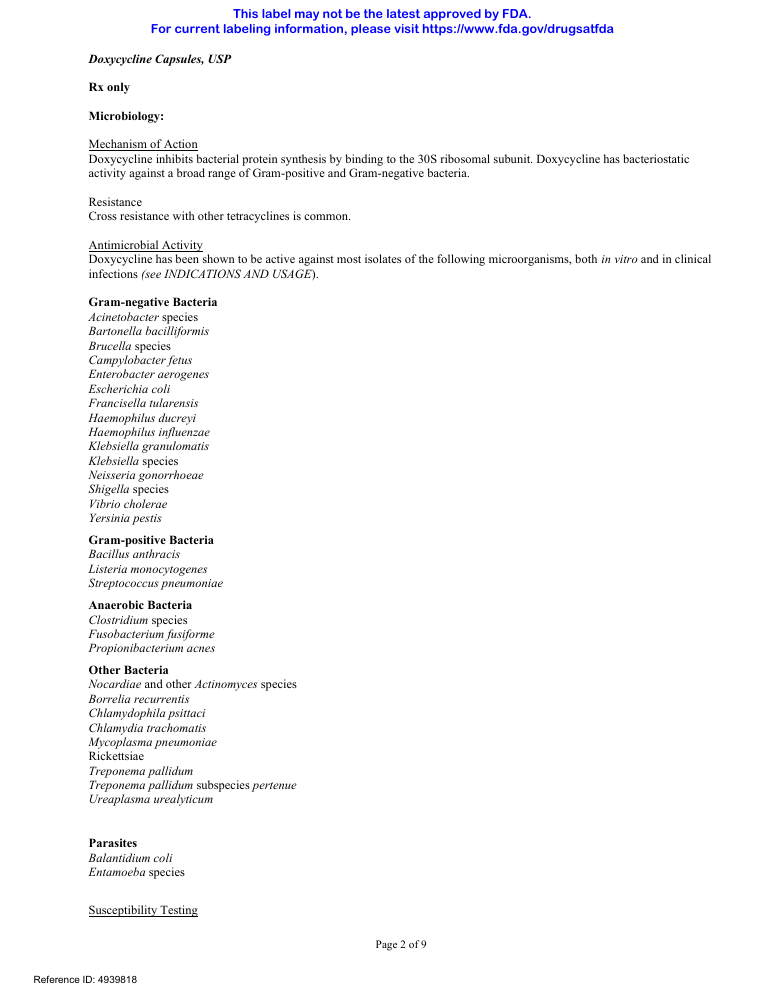 This label may not be the latest approved by FDA.
For current labeling information, please visit https://www.fda.gov/drugsatfda
Doxycycline Capsules, USP
Rx only
Microbiology:
Mechanism of Action
Doxycycline inhibits bacterial protein synthesis by binding to the 30S ribosomal subunit. Doxycycline has bacteriostatic
activity against a broad range of Gram-positive and Gram-negative bacteria.
Resistance
Cross resistance with other tetracyclines is common.
Antimicrobial Activity
Doxycycline has been shown to be active against most isolates of the following microorganisms, both in vitro and in clinical
infections (see INDICATIONS AND USAGE).
Gram-negative Bacteria
Acinetobacter species
Bartonella bacilliformis
Brucella species
Campylobacter fetus
Enterobacter aerogenes
Escherichia coli
Francisella tularensis
Haemophilus ducreyi
Haemophilus influenzae
Klebsiella granulomatis
Klebsiella species
Neisseria gonorrhoeae
Shigella species
Vibrio cholerae
Yersinia pestis
Gram-positive Bacteria
Bacillus anthracis
Listeria monocytogenes
Streptococcus pneumoniae
Anaerobic Bacteria
Clostridium species
Fusobacterium fusiforme
Propionibacterium acnes
Other Bacteria
Nocardiae and other Actinomyces species
Borrelia recurrentis
Chlamydophila psittaci
Chlamydia trachomatis
Mycoplasma pneumoniae
Rickettsiae
Treponema pallidum
Treponema pallidum subspecies pertenue
Ureaplasma urealyticum
Parasites
Balantidium coli
Entamoeba species
Susceptibility Testing
Page 2 of 9
Reference ID: 4939818